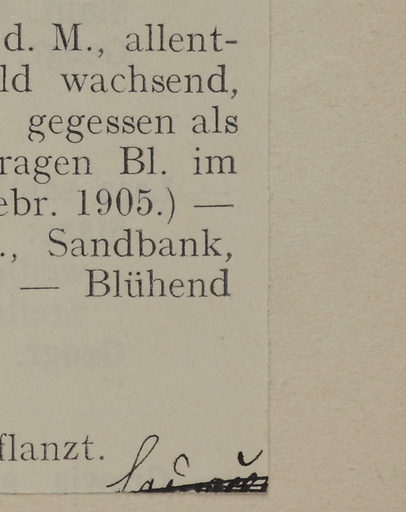 d. M., allent-
ld wachsend,
gegessen als
ragen Bl. im
ebr. 1905.) —
., Sandbank,
— Blühend
flanzt.